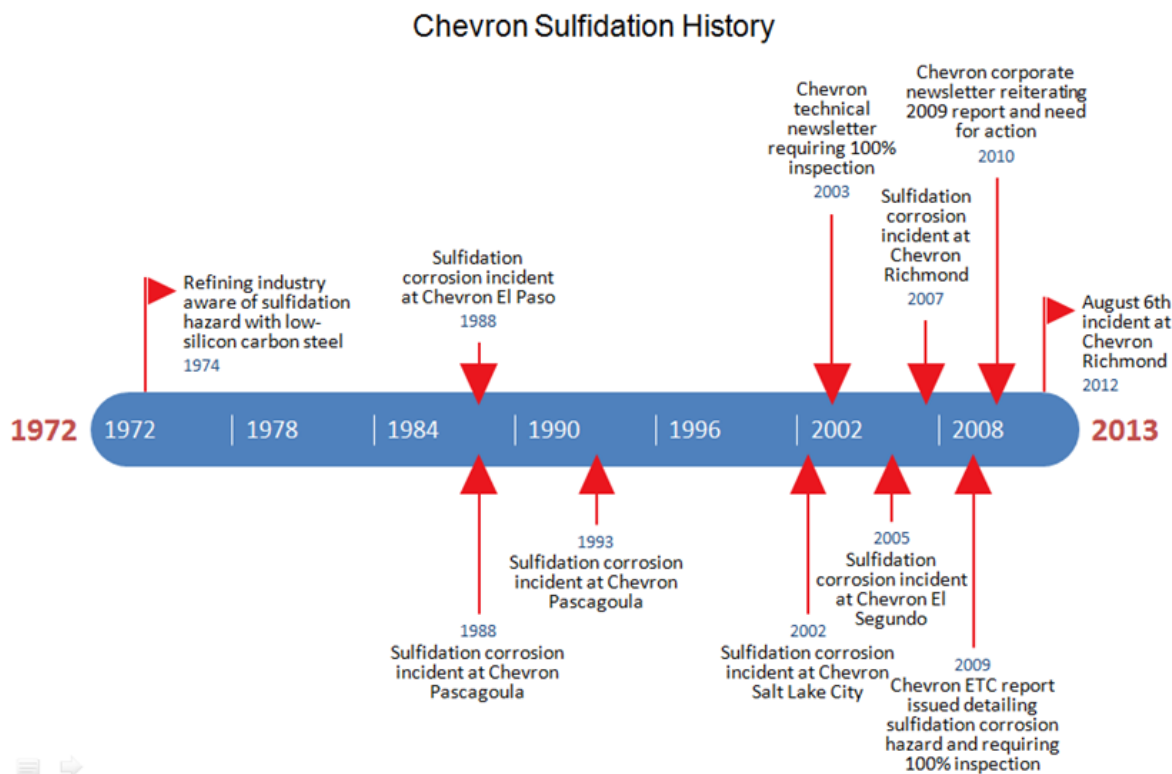 Chevron Sulfidation History
Refining industry
aware of sulfidation
hazard with low-
silicon carbon steel
1974
Sulfidation
corrosion incident
at Chevron El Paso
1988
Chevron
technical
newsletter
requiring 100%
inspection
2003
Sulfidation
corrosion
incident at
Chevron
Richmond
2007
Chevron corporate
newsletter reiterating
2009 report and need
for action
2010
August 6th
incident at
Chevron
Richmond
2012
1972
1972
1978
1984
1990
1996
2002
2008
2013
1988
Sulfidation corrosion
incident at Chevron
Pascagoula
1993
Sulfidation corrosion
incident at Chevron
Pascagoula
2002
Sulfidation corrosion
incident at Chevron
Salt Lake City
2005
Sulfidation
corrosion incident
at Chevron El
Segundo
2009
Chevron ETC report
issued detailing
sulfidation corrosion
hazard and requiring
100% inspection